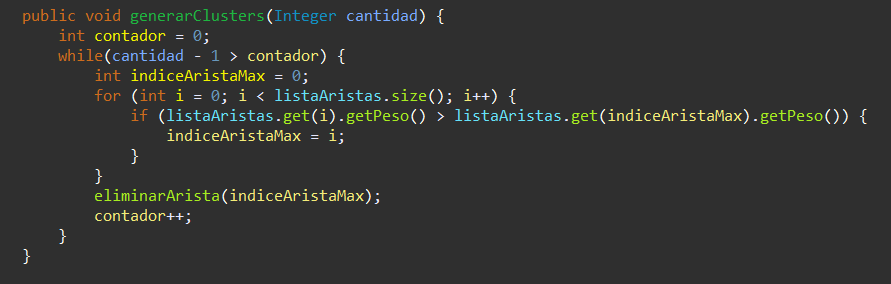 public void generarClusters(Integer cantidad) {
    int contador = 0;
    while(cantidad - 1 > contador) {
        int indiceAristaMax = 0;
        for (int i = 0; i < listaAristas.size(); i++) {
            if (listaAristas.get(i).getPeso() > listaAristas.get(indiceAristaMax).getPeso()) {
                indiceAristaMax = i;
            }
        }
        eliminarArista(indiceAristaMax);
        contador++;
    }
}